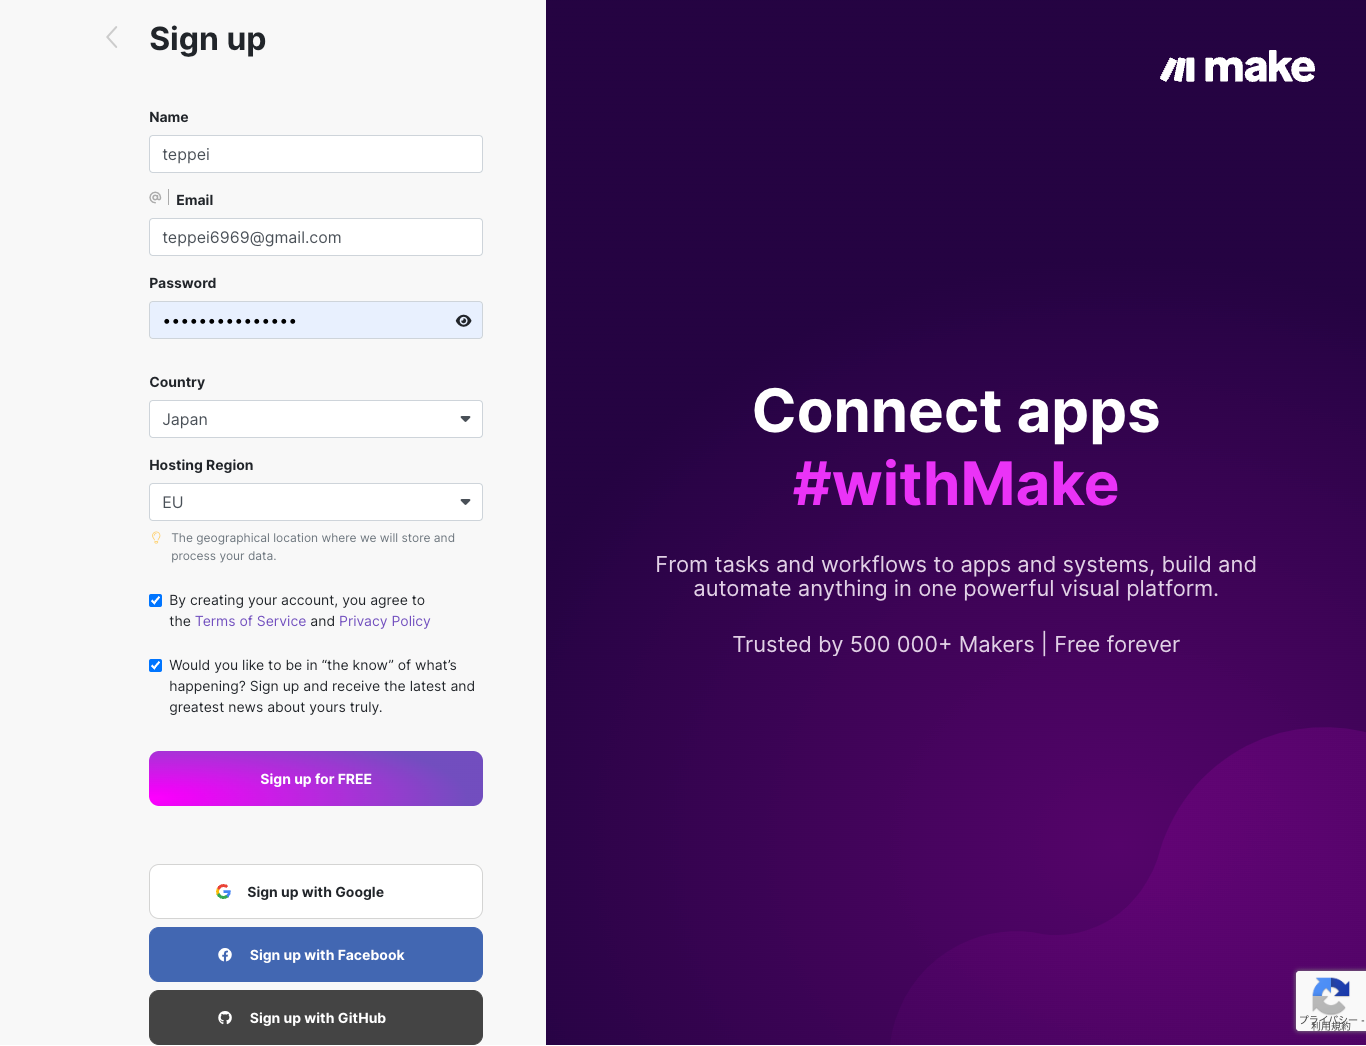 Sign up
Name
teppei
@ | Email
teppei6969@gmail.com
Password
•••••••••••••••
Country
Japan
Hosting Region
EU
The geographical location where we will store and
process your data.
By creating your account, you agree to
the Terms of Service and Privacy Policy
Would you like to be in “the know” of what’s
happening? Sign up and receive the latest and
greatest news about yours truly.
Sign up for FREE
Sign up with Google
Sign up with Facebook
Sign up with GitHub
make
Connect apps
#withMake
From tasks and workflows to apps and systems, build and
automate anything in one powerful visual platform.
Trusted by 500 000+ Makers | Free forever
プライバシー -
利用規約